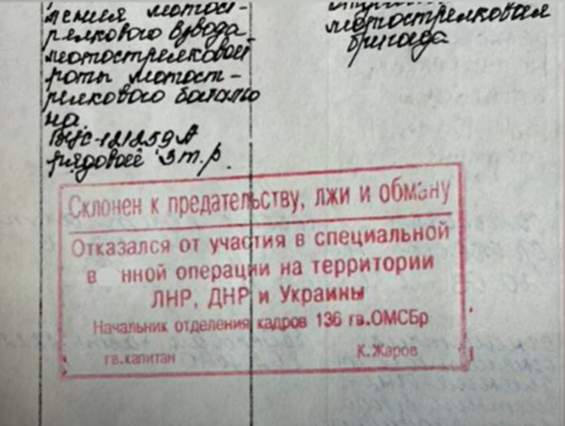 ления мотост-
релкового взвода
мотострелковой
роты мотост-
релкового баталио
на.
ВУС-121259А
рядовой 3 т.р.
мотострелковая
бригада
Склонен к предательству, лжи и обману
Отказался от участия в специальной
в нной операции на территории
ЛНР, ДНР и Украины
Начальник отделения кадров 136 гв.ОМСБр
гв.капитан К.Жаров